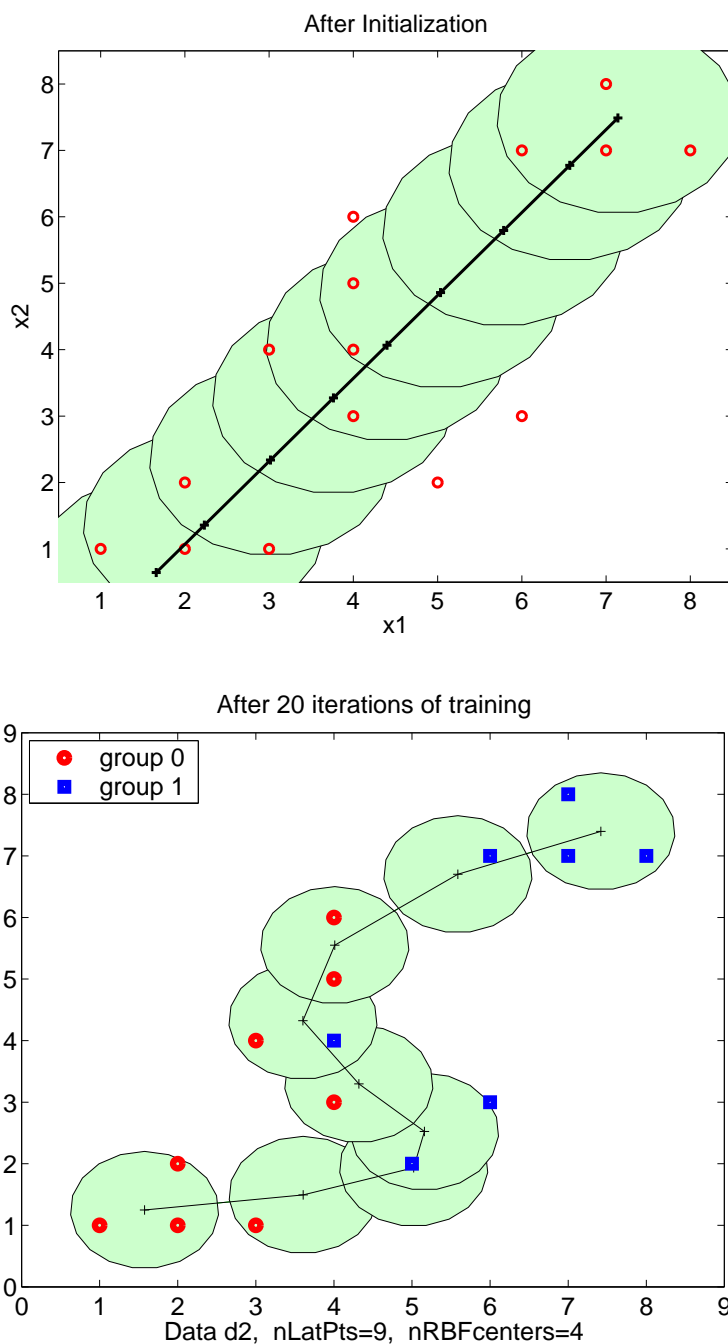 After Initialization
8
7
6
5
4
3
2
1
x2
1 2 3 4 5 6 7 8
x1
After 20 iterations of training
9
8
7
6
5
4
3
2
1
0
group 0
group 1
0 1 2 3 4 5 6 7 8 9
Data d2, nLatPts=9, nRBFcenters=4